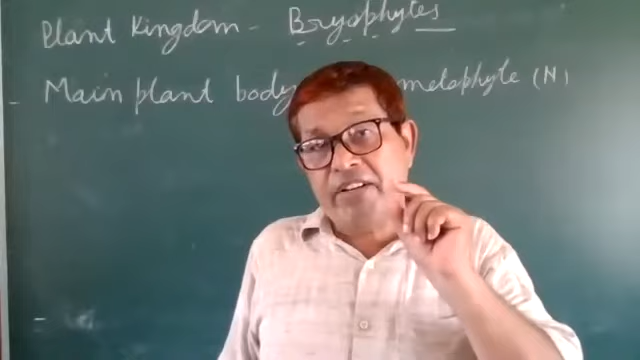 Plant Kingdom - Bryophytes
- Main plant body metophyte (N)